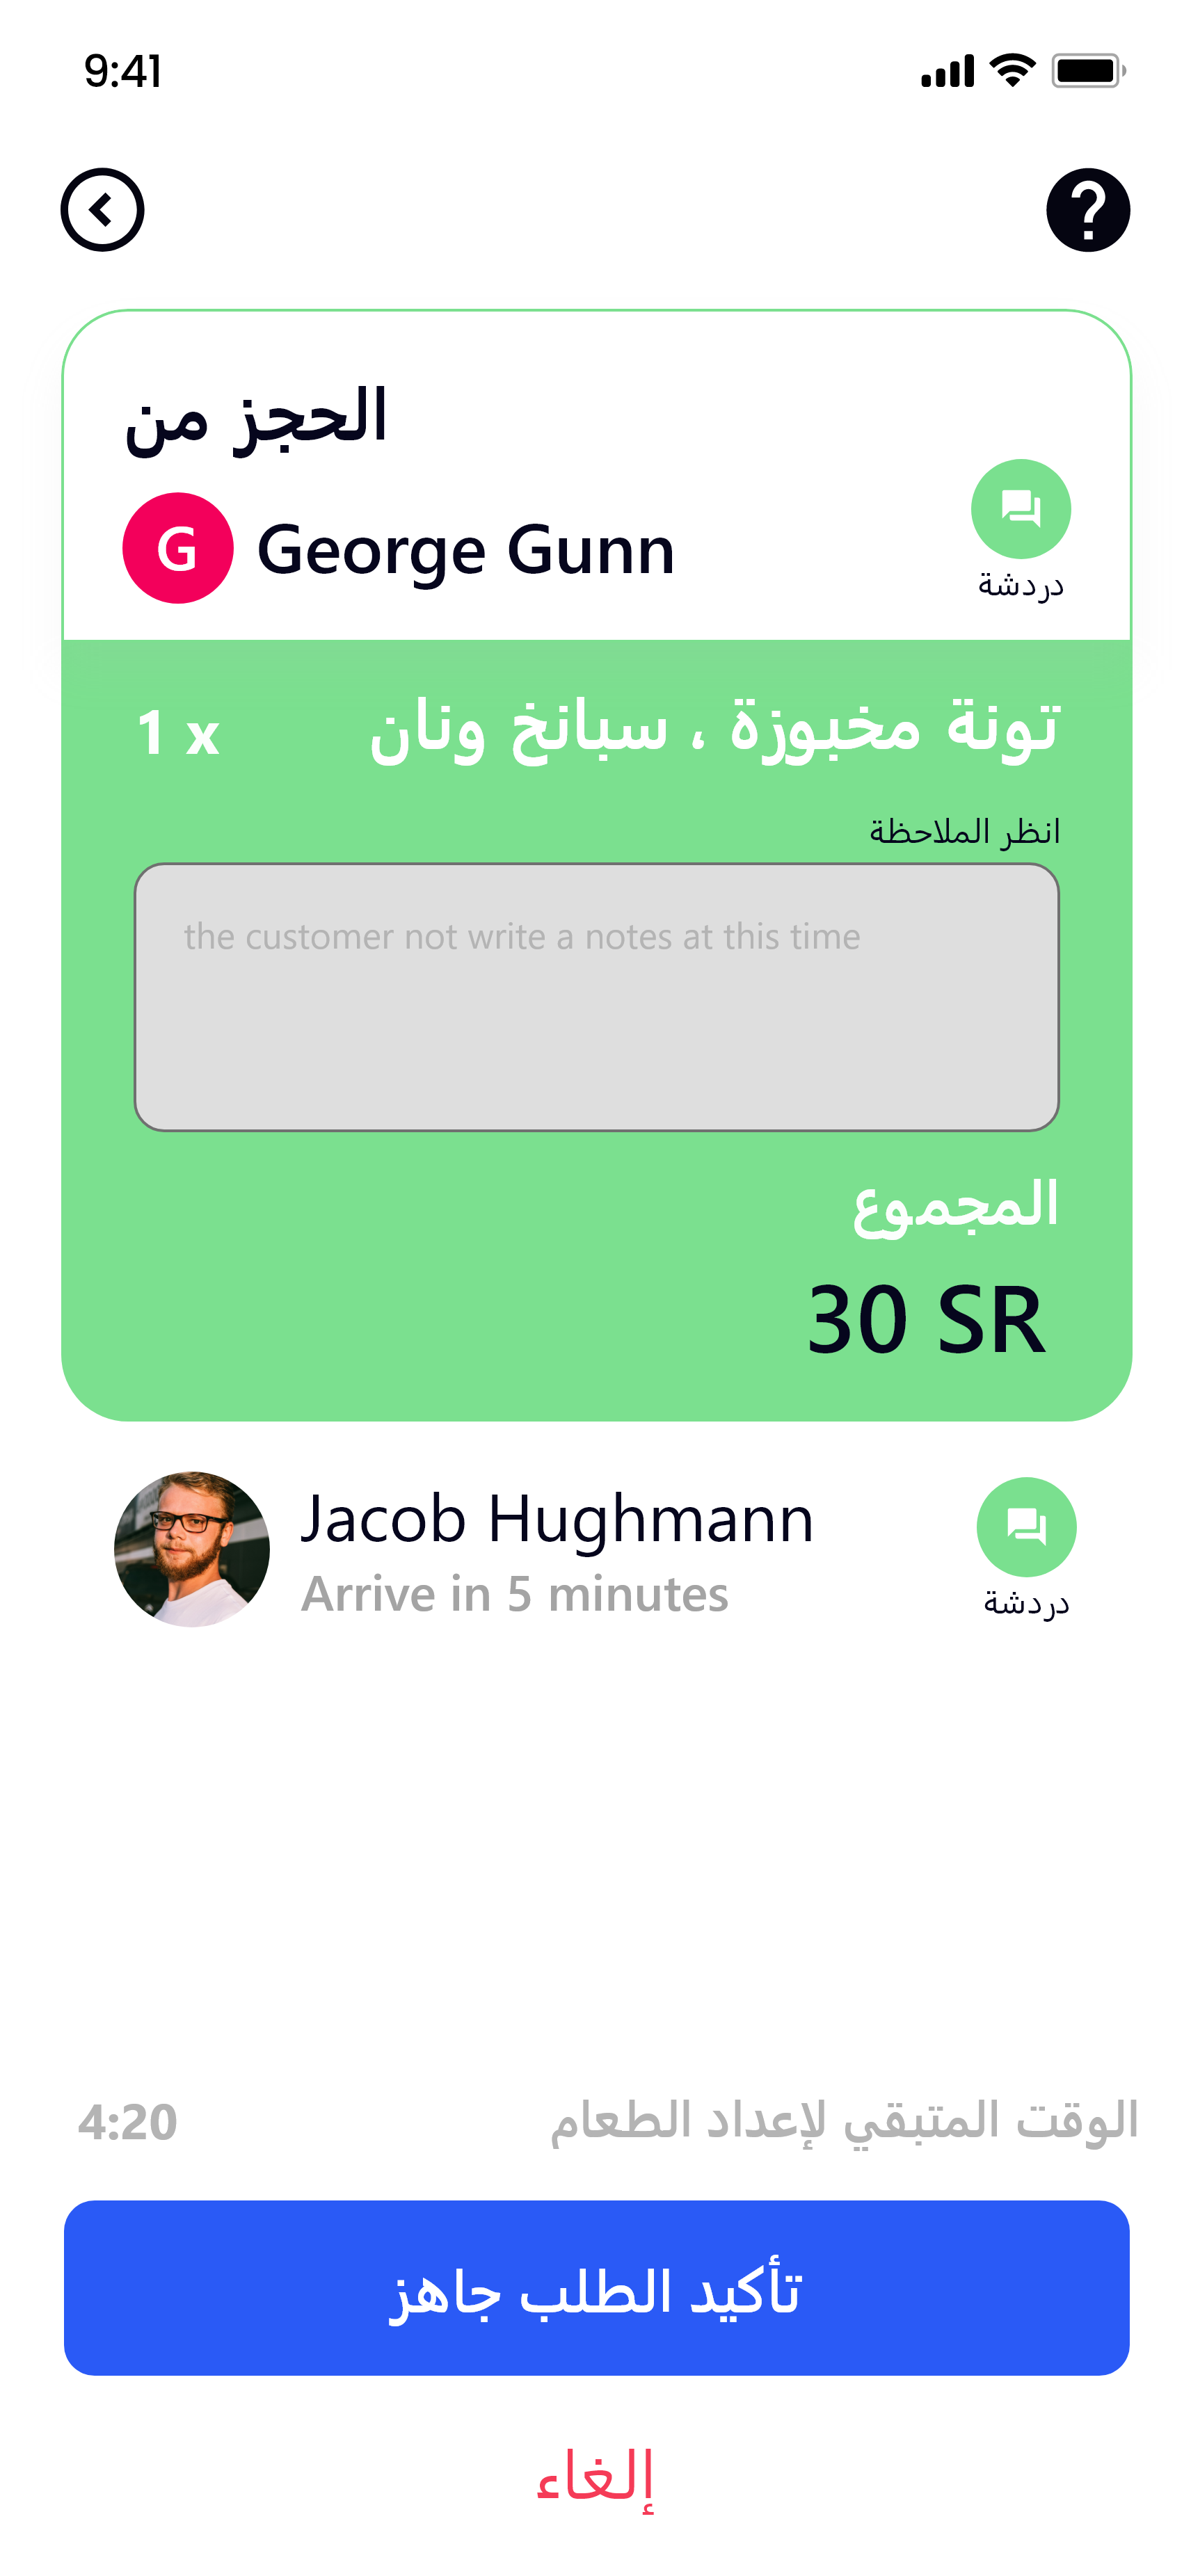 9:41
الحجز من
G
George Gunn
دردشة
تونة مخبوزة ، سبانخ ونان
1 x
انظر الملاحظة
the customer not write a notes at this time
المجموع
30 SR
Jacob Hughmann
Arrive in 5 minutes
دردشة
الوقت المتبقي لإعداد الطعام
4:20
تأكيد الطلب جاهز
إلغاء